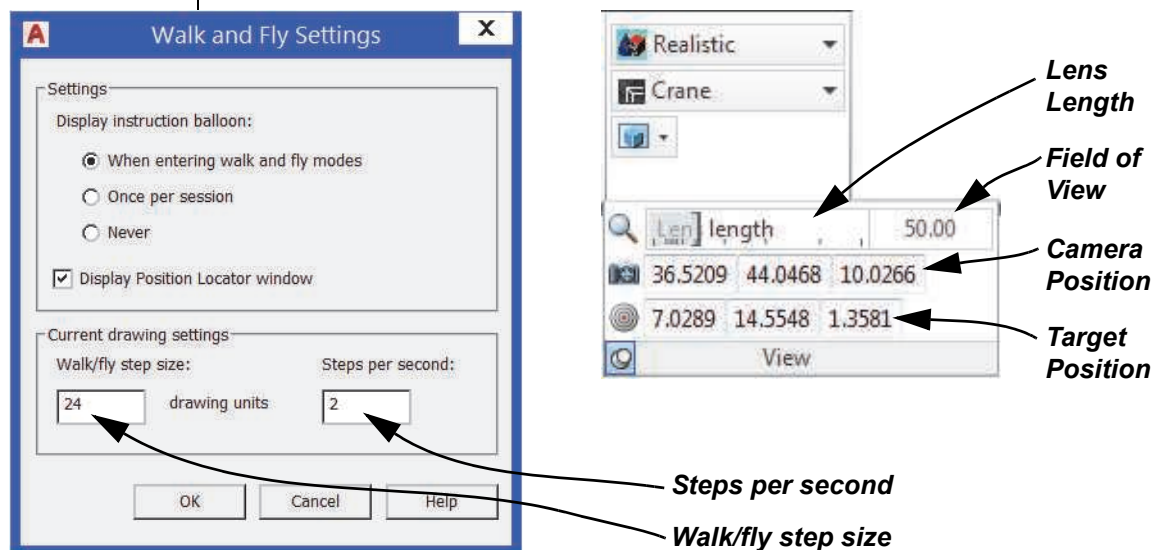 A Walk and Fly Settings X
Settings
Display instruction balloon:
When entering walk and fly modes
Once per session
Never
Display Position Locator window
Current drawing settings
Walk/fly step size:
Steps per second:
24 drawing units
2
OK Cancel Help
Realistic
Crane
Len length 50.00
36.5209 44.0468 10.0266
7.0289 14.5548 1.3581
View
Lens
Length
Field of
View
Camera
Position
Target
Position
Steps per second
Walk/fly step size